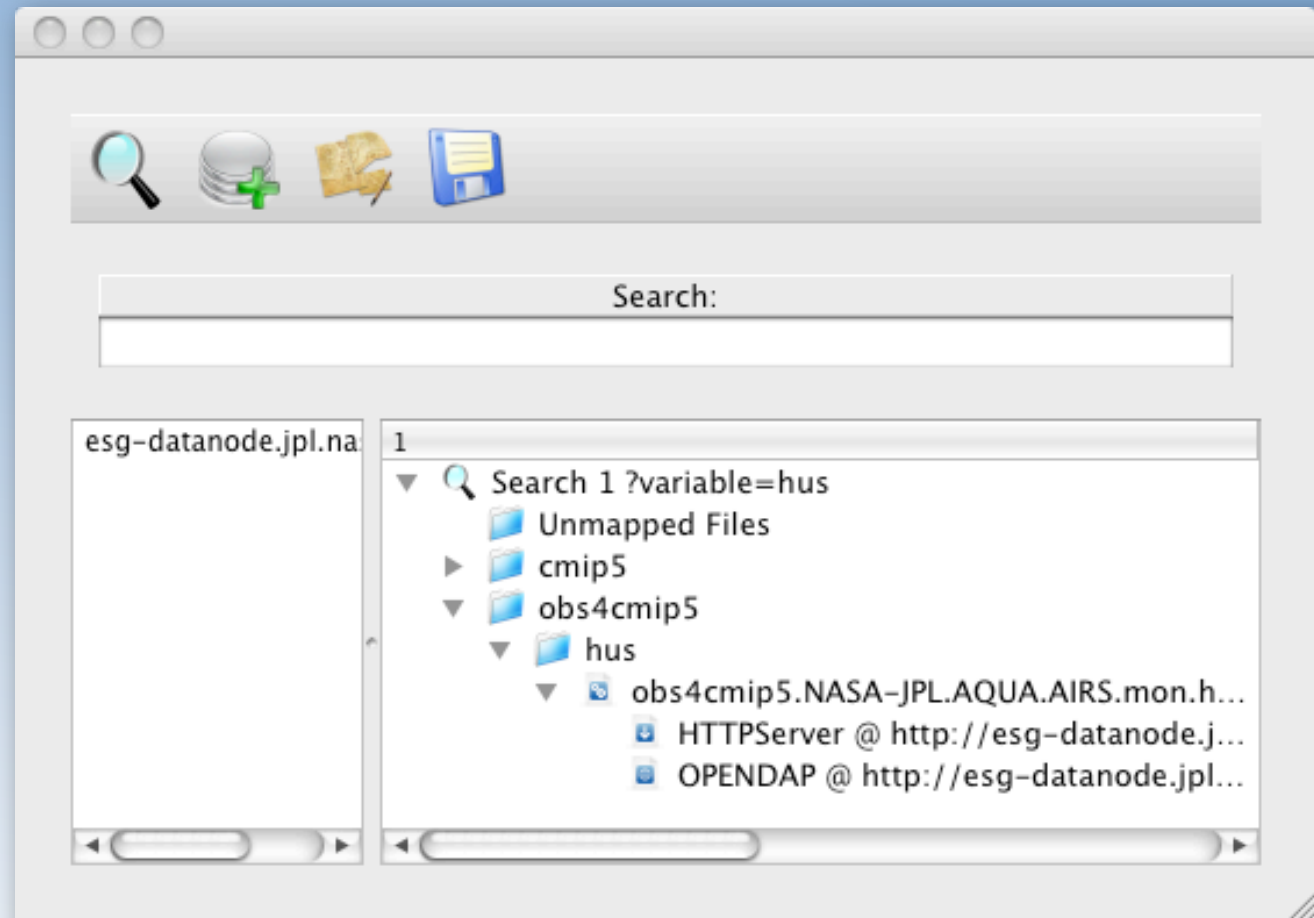 Search:
esg-datanode.jpl.na
1
Search 1 ?variable=hus
Unmapped Files
cmip5
obs4cmip5
hus
obs4cmip5.NASA-JPL.AQUA.AIRS.mon.h...
HTTPServer @ http://esg-datanode.j...
OPENDAP @ http://esg-datanode.jpl...